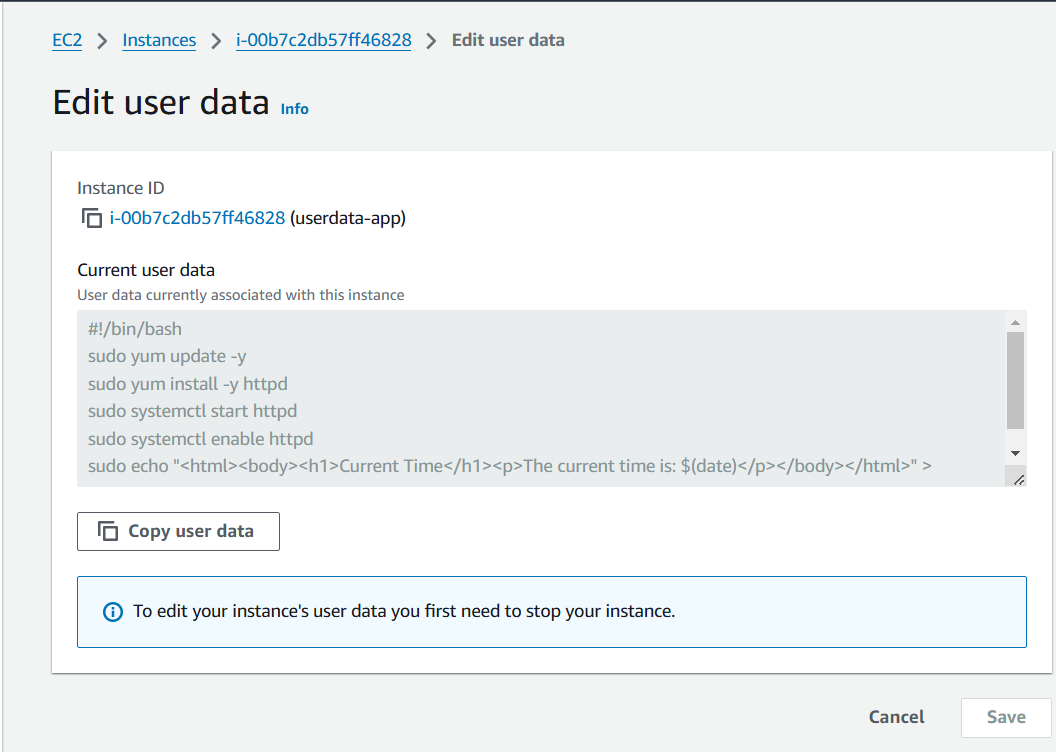 EC2 > Instances > i-00b7c2db57ff46828 > Edit user data
Edit user data Info
Instance ID
i-00b7c2db57ff46828 (userdata-app)
Current user data
User data currently associated with this instance
#!/bin/bash
sudo yum update -y
sudo yum install -y httpd
sudo systemctl start httpd
sudo systemctl enable httpd
sudo echo "<html><body><h1>Current Time</h1><p>The current time is: $(date)</p></body></html>" >
Copy user data
To edit your instance's user data you first need to stop your instance.
Cancel Save